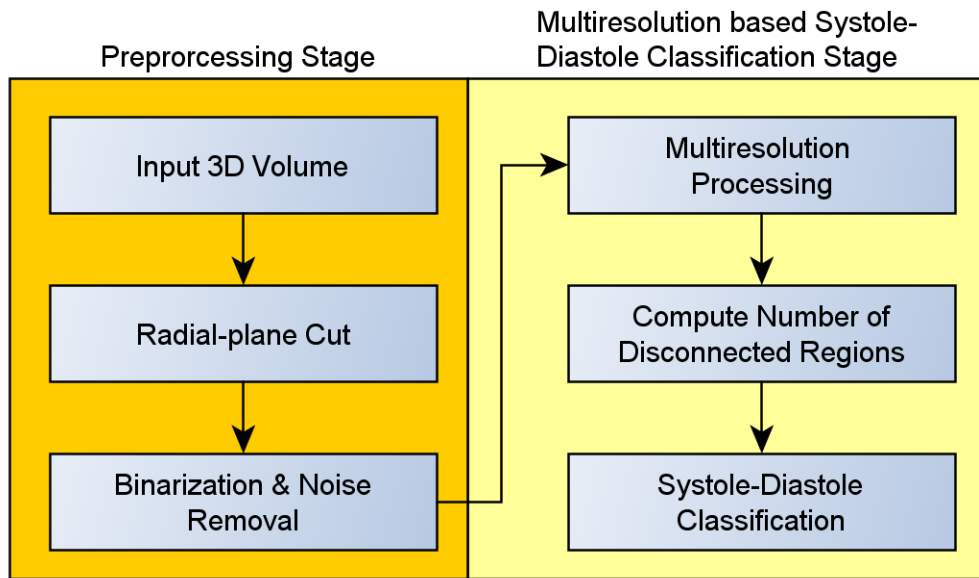 Preprorcessing Stage
Input 3D Volume
Radial-plane Cut
Binarization & Noise
Removal
Multiresolution based Systole-
Diastole Classification Stage
Multiresolution
Processing
Compute Number of
Disconnected Regions
Systole-Diastole
Classification